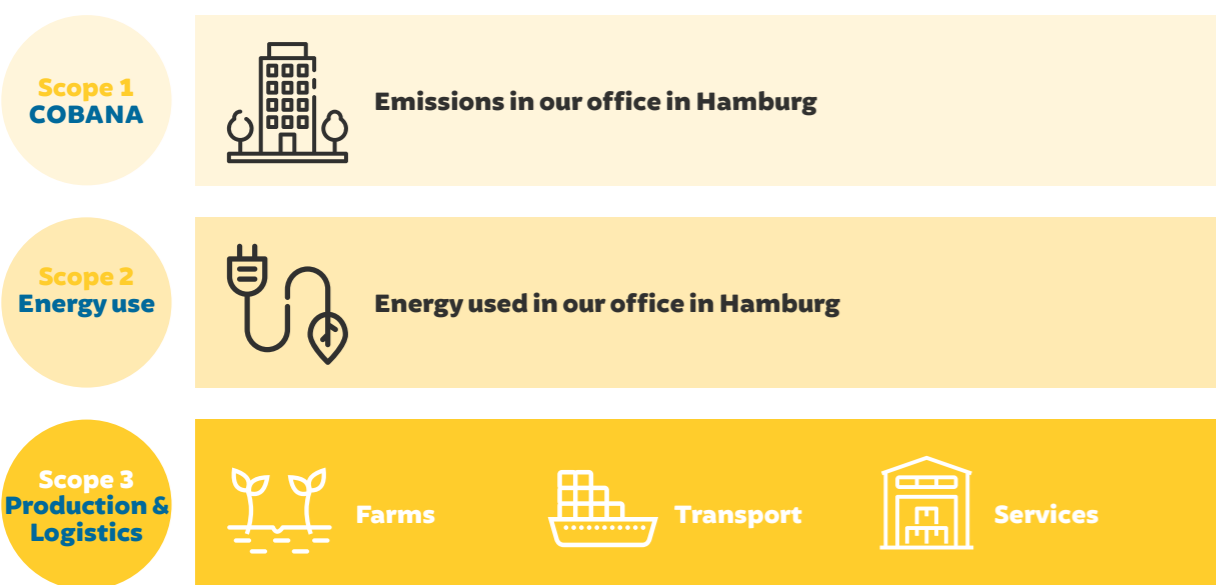 Scope 1
COBANA
Emissions in our office in Hamburg
Scope 2
Energy use
Energy used in our office in Hamburg
Scope 3
Production &
Logistics
Farms
Transport
Services